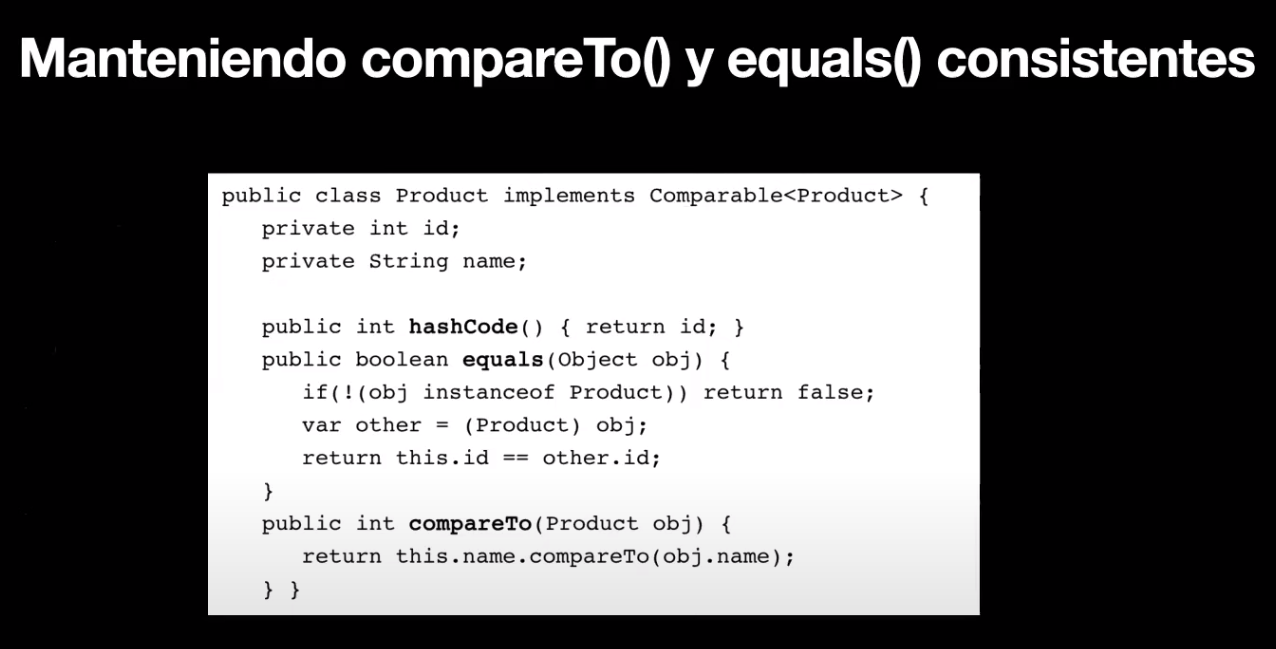 Manteniendo compareTo() y equals() consistentes
public class Product implements Comparable<Product> {
private int id;
private String name;
public int hashCode() { return id; }
public boolean equals(Object obj) {
if(!(obj instanceof Product)) return false;
var other = (Product) obj;
return this.id == other.id;
}
public int compareTo(Product obj) {
return this.name.compareTo(obj.name);
} }